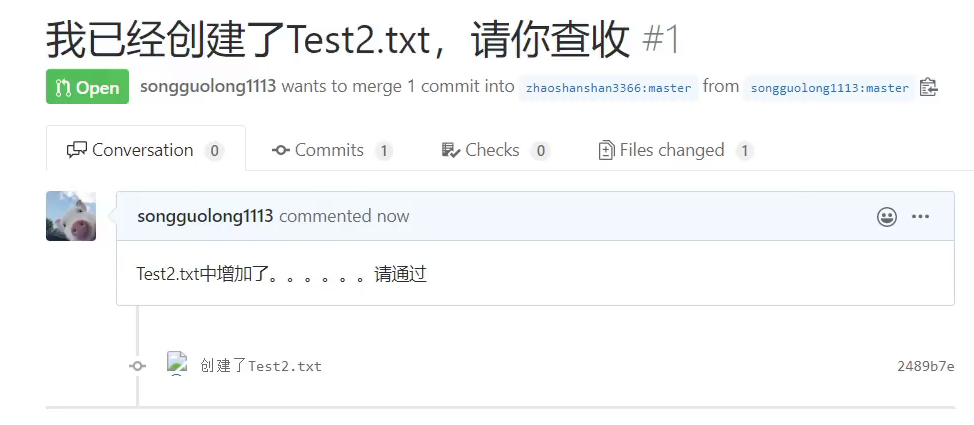 我已经创建了Test2.txt，请你查收 #1
Open songguolong1113 wants to merge 1 commit into zhaoshanshan3366:master from songguolong1113:master
Conversation 0 Commits 1 Checks 0 Files changed 1
songguolong1113 commented now
Test2.txt中增加了。。。。。。请通过
创建了Test2.txt 2489b7e